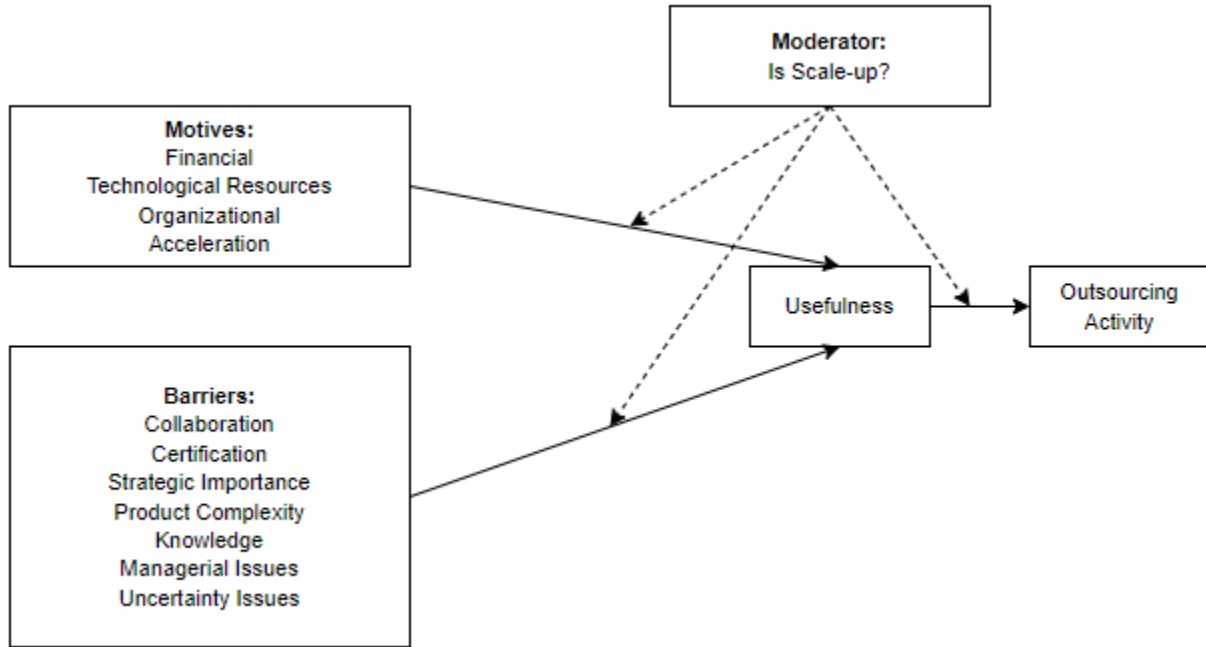 Moderator:
Is Scale-up?
Motives:
Financial
Technological Resources
Organizational
Acceleration
Usefulness
Outsourcing
Activity
Barriers:
Collaboration
Certification
Strategic Importance
Product Complexity
Knowledge
Managerial Issues
Uncertainty Issues